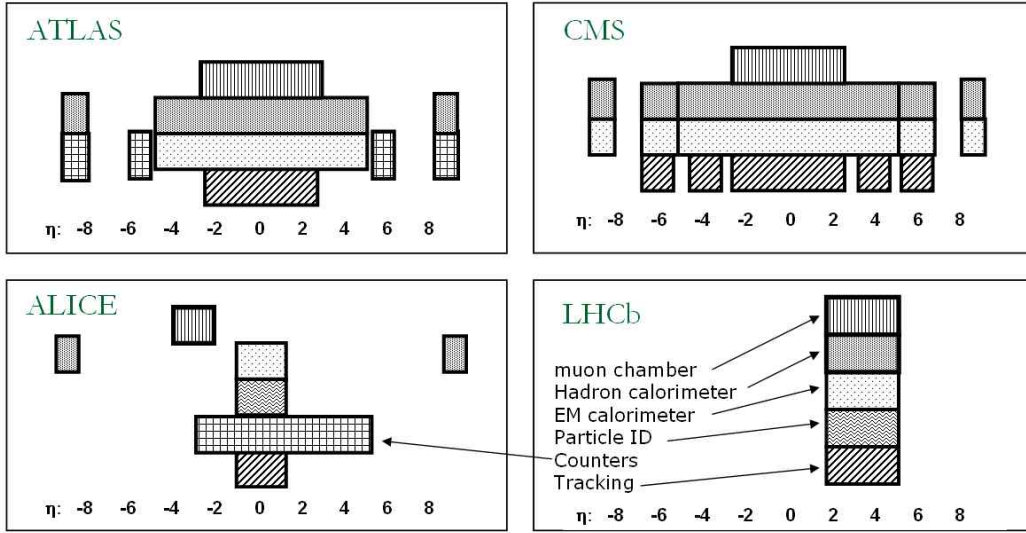 ATLAS
η: -8 -6 -4 -2 0 2 4 6 8
CMS
η: -8 -6 -4 -2 0 2 4 6 8
ALICE
η: -8 -6 -4 -2 0 2 4 6 8
LHCb
muon chamber
Hadron calorimeter
EM calorimeter
Particle ID
Counters
Tracking
η: -8 -6 -4 -2 0 2 4 6 8